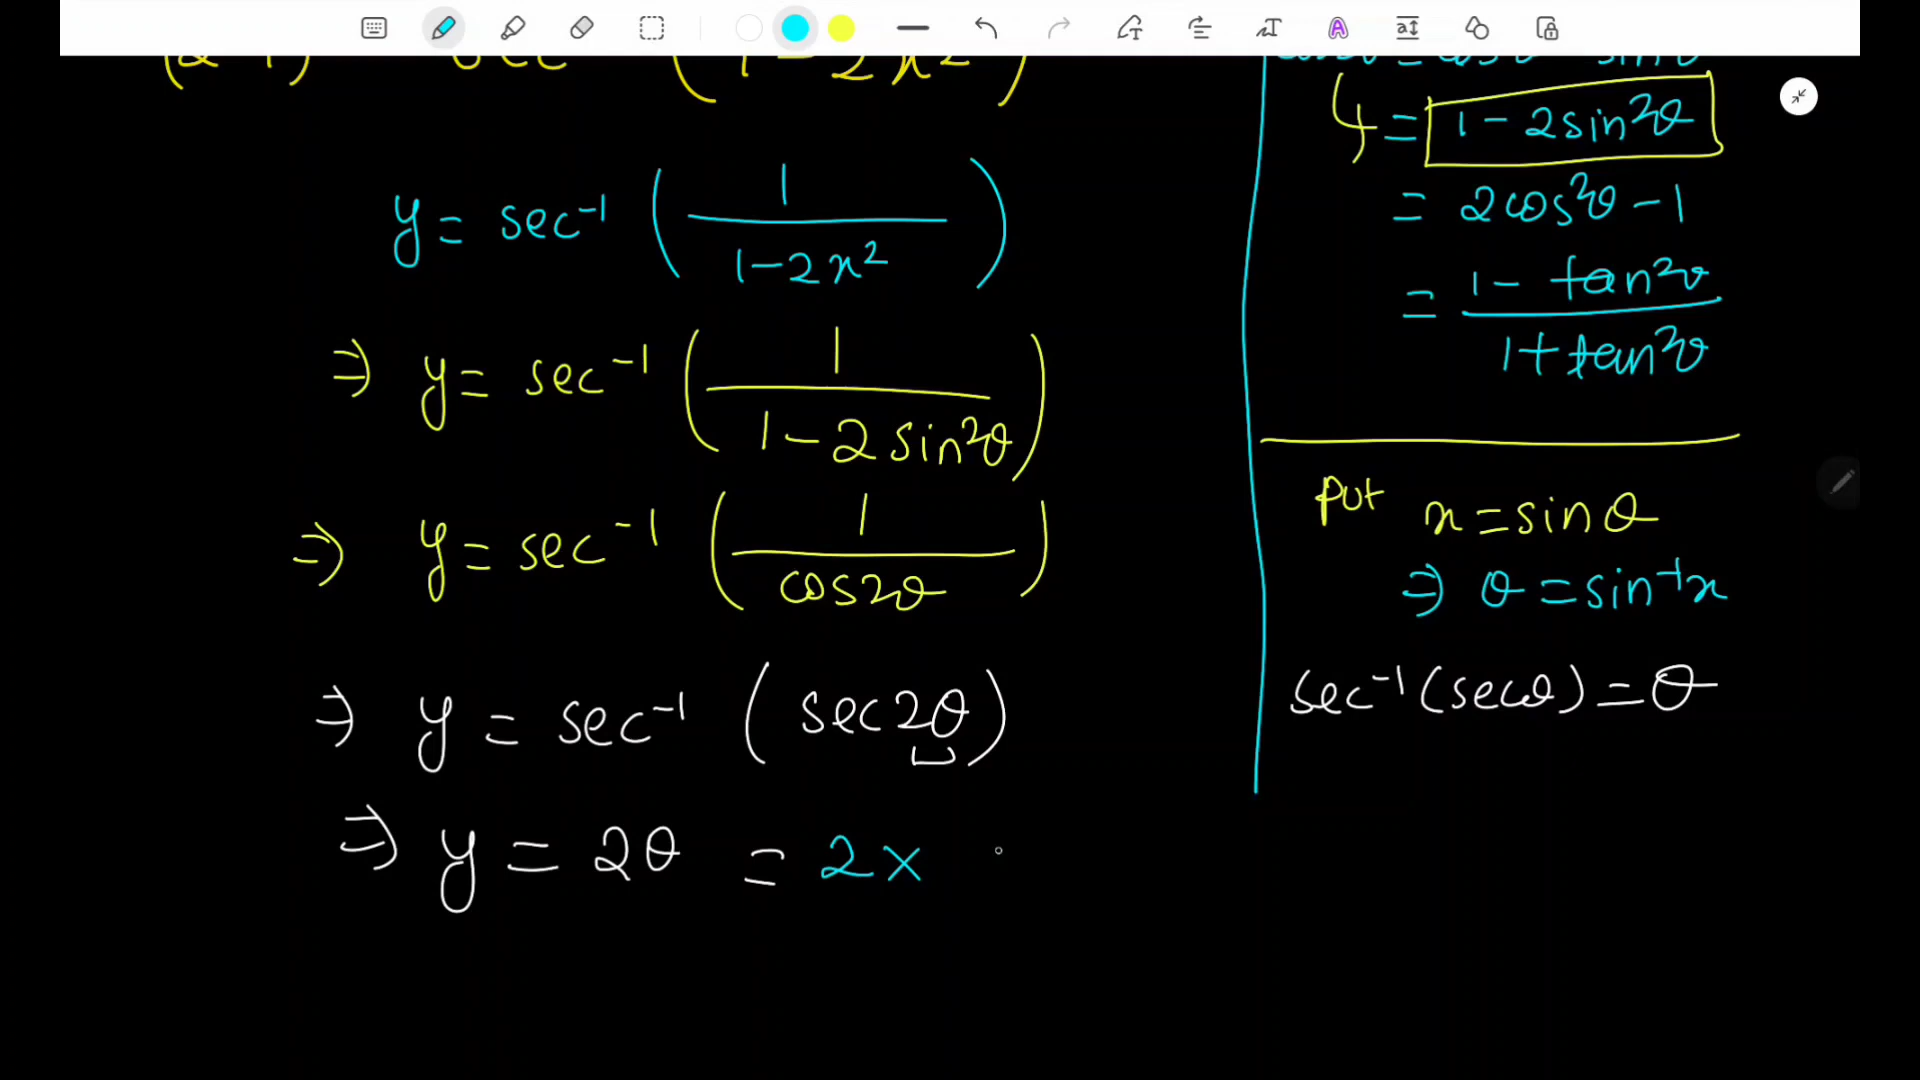 y = sec⁻¹ ( 1 / 1-2x² )
⇒ y = sec⁻¹ ( 1 / 1-2sin²θ )
⇒ y = sec⁻¹ ( 1 / cos2θ )
⇒ y = sec⁻¹ ( sec2θ )
⇒ y = 2θ = 2×
= 1-2sin²θ
= 2cos²θ-1
= 1-tan²θ / 1+tan²θ
put x = sinθ
⇒ θ = sin⁻¹x
sec⁻¹(secθ) = θ